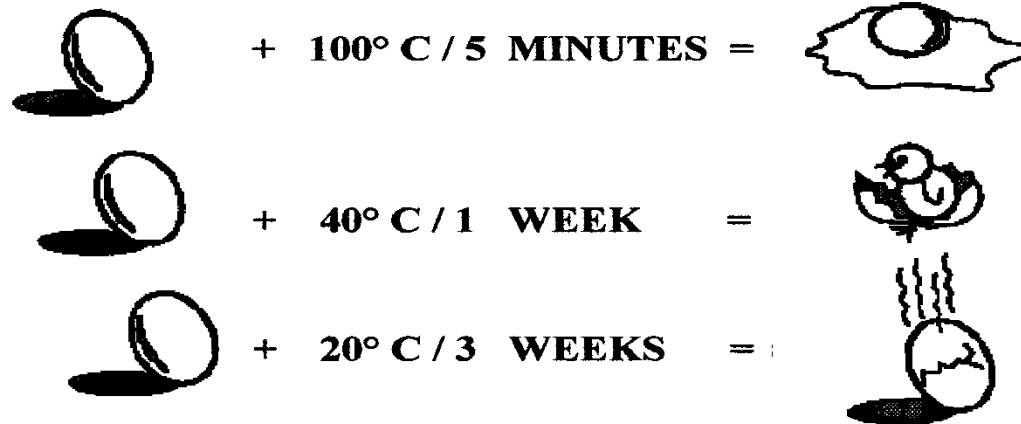 + 100° C / 5 MINUTES =
+ 40° C / 1 WEEK =
+ 20° C / 3 WEEKS =